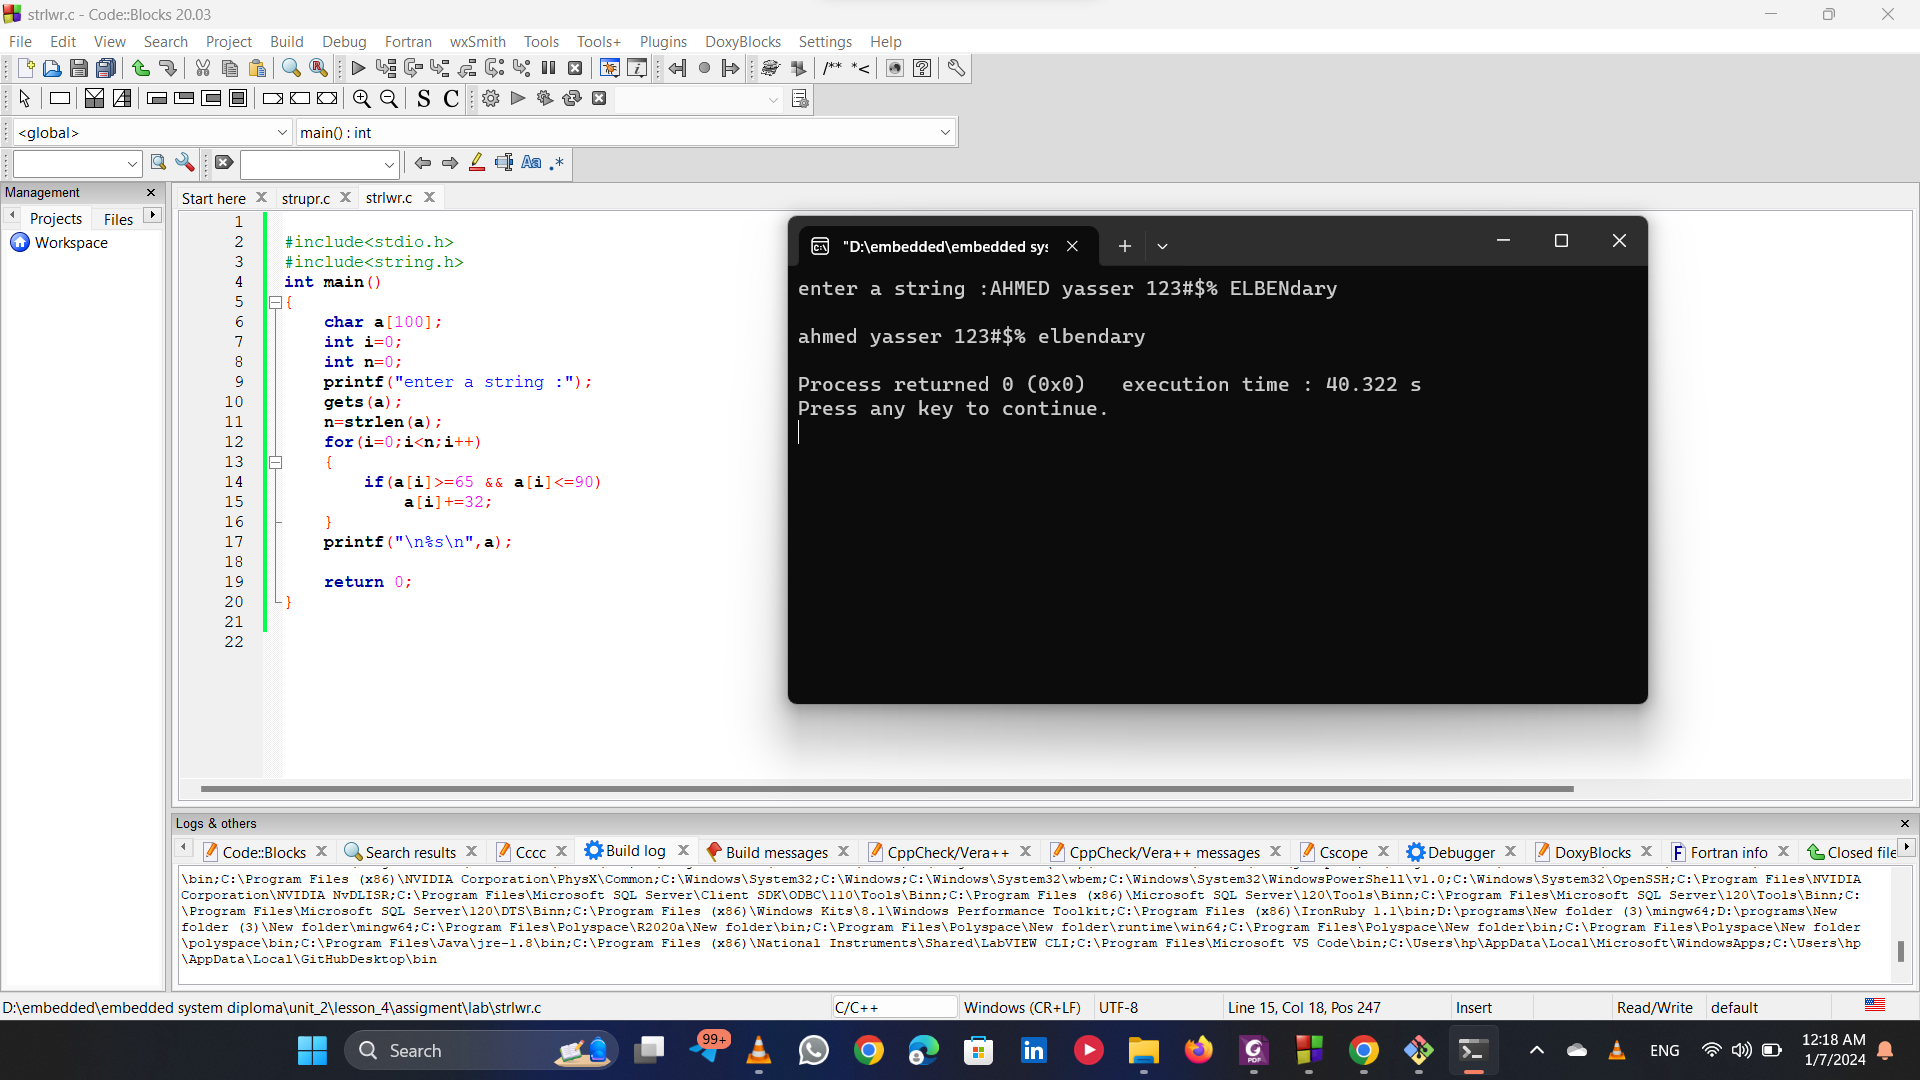 strlwr.c - Code::Blocks 20.03
File Edit View Search Project Build Debug Fortran wxSmith Tools Tools+ Plugins DoxyBlocks Settings Help
/** *<
S C
<global> main() : int
Aa .*
Management
Projects Files
Workspace
Start here strupr.c strlwr.c
1
2 #include<stdio.h>
3 #include<string.h>
4 int main()
5 {
6 char a[100];
7 int i=0;
8 int n=0;
9 printf("enter a string :");
10 gets(a);
11 n=strlen(a);
12 for(i=0;i<n;i++)
13 {
14 if(a[i]>=65 && a[i]<=90)
15 a[i]+=32;
16 }
17 printf("\n%s\n",a);
18
19 return 0;
20 }
21
22
"D:\embedded\embedded sys
enter a string :AHMED yasser 123#$% ELBENdary
ahmed yasser 123#$% elbendary
Process returned 0 (0x0) execution time : 40.322 s
Press any key to continue.
Logs & others
Code::Blocks Search results Cccc Build log Build messages CppCheck/Vera++ CppCheck/Vera++ messages Cscope Debugger DoxyBlocks Fortran info Closed file
\bin;C:\Program Files (x86)\NVIDIA Corporation\PhysX\Common;C:\Windows\System32;C:\Windows;C:\Windows\System32\wbem;C:\Windows\System32\WindowsPowerShell\v1.0;C:\Windows\System32\OpenSSH;C:\Program Files\NVIDIA
Corporation\NVIDIA NvDLISR;C:\Program Files\Microsoft SQL Server\Client SDK\ODBC\110\Tools\Binn;C:\Program Files (x86)\Microsoft SQL Server\120\Tools\Binn;C:\Program Files\Microsoft SQL Server\120\Tools\Binn;C:
\Program Files\Microsoft SQL Server\120\DTS\Binn;C:\Program Files (x86)\Windows Kits\8.1\Windows Performance Toolkit;C:\Program Files (x86)\IronRuby 1.1\bin;D:\programs\New folder (3)\mingw64;D:\programs\New
folder (3)\New folder\mingw64;C:\Program Files\Polyspace\R2020a\New folder\bin;C:\Program Files\Polyspace\New folder\runtime\win64;C:\Program Files\Polyspace\New folder\bin;C:\Program Files\Polyspace\New folder
\polyspace\bin;C:\Program Files\Java\jre-1.8\bin;C:\Program Files (x86)\National Instruments\Shared\LabVIEW CLI;C:\Program Files\Microsoft VS Code\bin;C:\Users\hp\AppData\Local\Microsoft\WindowsApps;C:\Users\hp
\AppData\Local\GitHubDesktop\bin
D:\embedded\embedded system diploma\unit_2\lesson_4\assigment\lab\strlwr.c C/C++ Windows (CR+LF) UTF-8 Line 15, Col 18, Pos 247 Insert Read/Write default
Search 99+ ENG 12:18 AM
1/7/2024